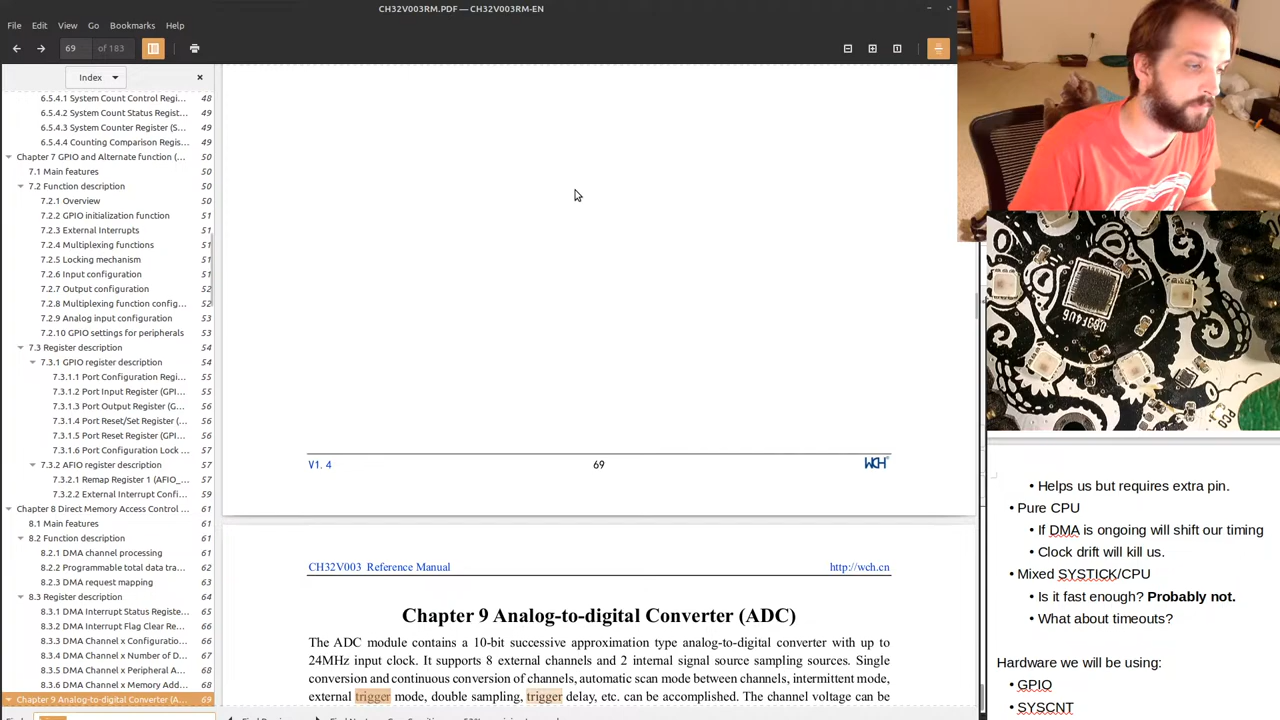 CH32V003RM.PDF — CH32V003RM-EN
File Edit View Go Bookmarks Help
69 of 183
Index
6.5.4.1 System Count Control Regi... 48
6.5.4.2 System Count Status Regist... 49
6.5.4.3 System Counter Register (S... 49
6.5.4.4 Counting Comparison Regis... 49
Chapter 7 GPIO and Alternate function (... 50
7.1 Main features 50
7.2 Function description 50
7.2.1 Overview 50
7.2.2 GPIO initialization function 51
7.2.3 External Interrupts 51
7.2.4 Multiplexing functions 51
7.2.5 Locking mechanism 51
7.2.6 Input configuration 51
7.2.7 Output configuration 52
7.2.8 Multiplexing function config... 52
7.2.9 Analog input configuration 53
7.2.10 GPIO settings for peripherals 53
7.3 Register description 54
7.3.1 GPIO register description 54
7.3.1.1 Port Configuration Regi... 55
7.3.1.2 Port Input Register (GPI... 55
7.3.1.3 Port Output Register (G... 56
7.3.1.4 Port Reset/Set Register (... 56
7.3.1.5 Port Reset Register (GPI... 56
7.3.1.6 Port Configuration Lock ... 57
7.3.2 AFIO register description 57
7.3.2.1 Remap Register 1 (AFIO_... 57
7.3.2.2 External Interrupt Confi... 59
Chapter 8 Direct Memory Access Control ... 61
8.1 Main features 61
8.2 Function description 61
8.2.1 DMA channel processing 61
8.2.2 Programmable total data tra... 62
8.2.3 DMA request mapping 62
8.3 Register description 64
8.3.1 DMA Interrupt Status Registe... 65
8.3.2 DMA Interrupt Flag Clear Re... 66
8.3.3 DMA Channel x Configuratio... 66
8.3.4 DMA Channel x Number of D... 67
8.3.5 DMA Channel x Peripheral A... 68
8.3.6 DMA Channel x Memory Add... 68
Chapter 9 Analog-to-digital Converter (A... 69
V1. 4 69 WCH®
CH32V003 Reference Manual http://wch.cn
Chapter 9 Analog-to-digital Converter (ADC)
The ADC module contains a 10-bit successive approximation type analog-to-digital converter with up to
24MHz input clock. It supports 8 external channels and 2 internal signal source sampling sources. Single
conversion and continuous conversion of channels, automatic scan mode between channels, intermittent mode,
external trigger mode, double sampling, trigger delay, etc. can be accomplished. The channel voltage can be
003F4U6
PC0
• Helps us but requires extra pin.
• Pure CPU
• If DMA is ongoing will shift our timing
• Clock drift will kill us.
• Mixed SYSTICK/CPU
• Is it fast enough? Probably not.
• What about timeouts?
Hardware we will be using:
• GPIO
• SYSCNT